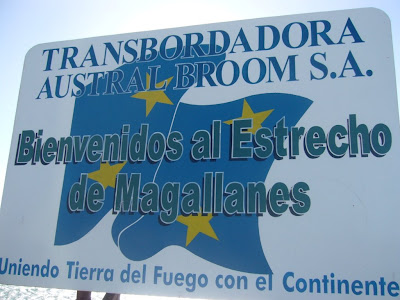 TRANSBORDADORA
AUSTRAL BROOM S.A.
Bienvenidos al Estrecho
de Magallanes
Uniendo Tierra del Fuego con el Continente